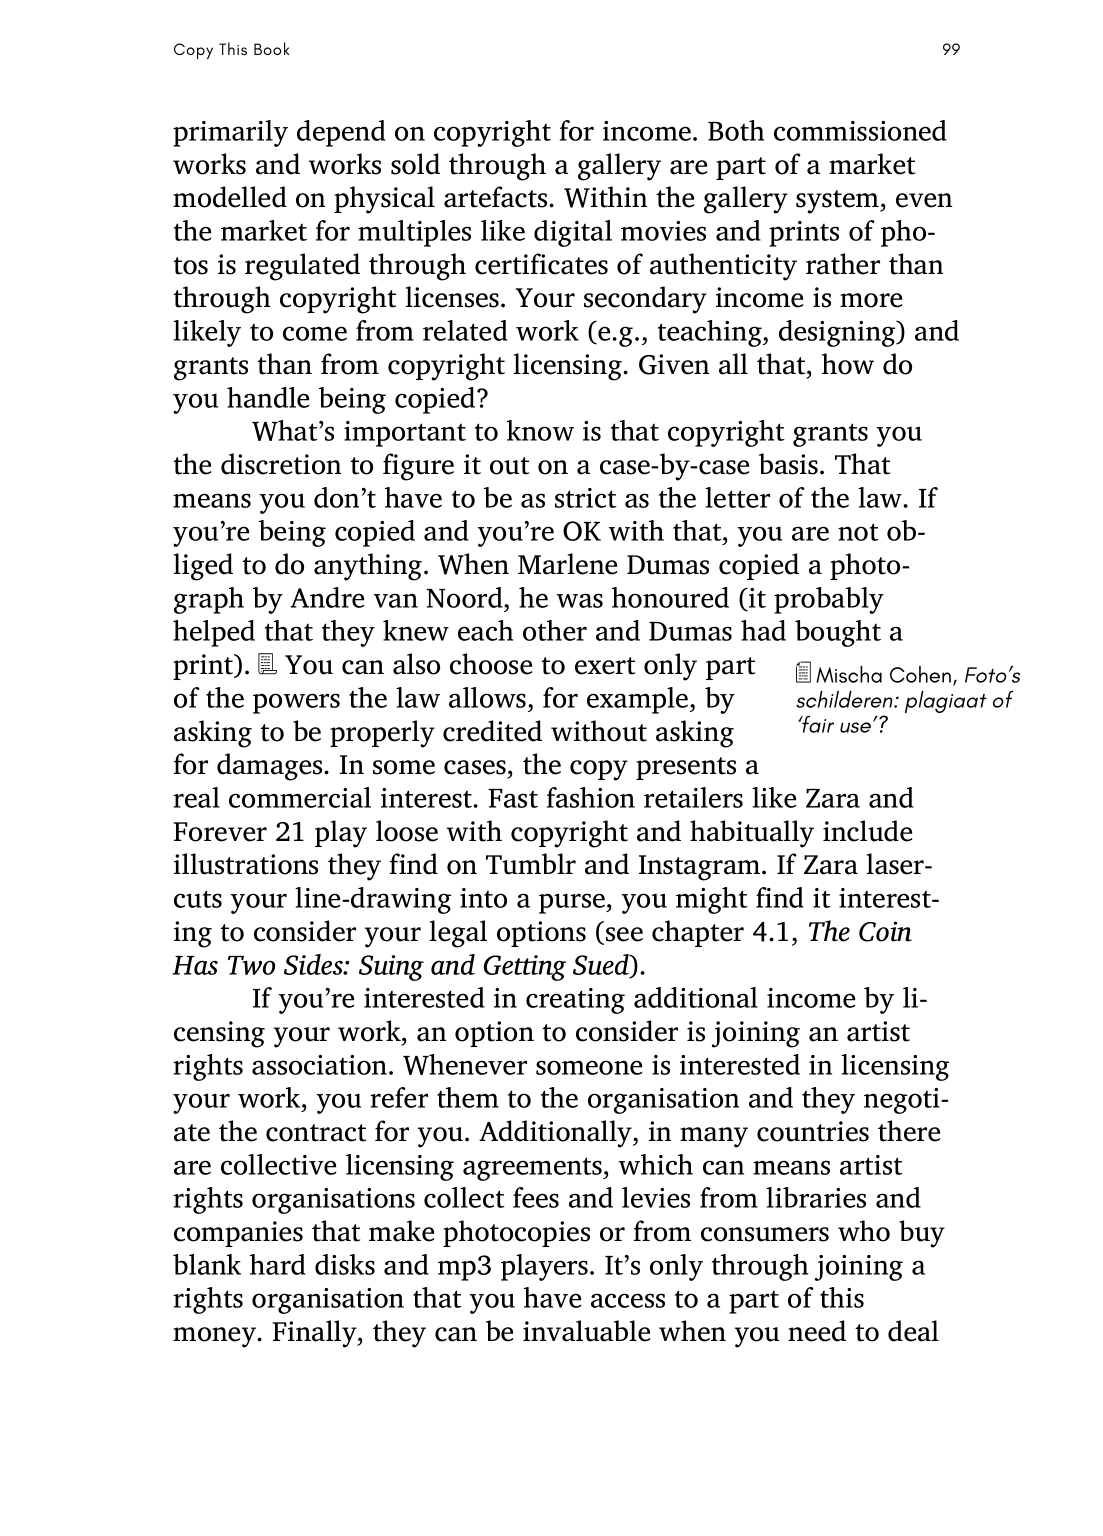 Copy This Book
99
primarily depend on copyright for income. Both commissioned
works and works sold through a gallery are part of a market
modelled on physical artefacts. Within the gallery system, even
the market for multiples like digital movies and prints of pho-
tos is regulated through certificates of authenticity rather than
through copyright licenses. Your secondary income is more
likely to come from related work (e.g., teaching, designing) and
grants than from copyright licensing. Given all that, how do
you handle being copied?
What’s important to know is that copyright grants you
the discretion to figure it out on a case-by-case basis. That
means you don’t have to be as strict as the letter of the law. If
you’re being copied and you’re OK with that, you are not ob-
liged to do anything. When Marlene Dumas copied a photo-
graph by Andre van Noord, he was honoured (it probably
helped that they knew each other and Dumas had bought a
print). You can also choose to exert only part
of the powers the law allows, for example, by
asking to be properly credited without asking
for damages. In some cases, the copy presents a
real commercial interest. Fast fashion retailers like Zara and
Forever 21 play loose with copyright and habitually include
illustrations they find on Tumblr and Instagram. If Zara laser-
cuts your line-drawing into a purse, you might find it interest-
ing to consider your legal options (see chapter 4.1, The Coin
Has Two Sides: Suing and Getting Sued).
If you’re interested in creating additional income by li-
censing your work, an option to consider is joining an artist
rights association. Whenever someone is interested in licensing
your work, you refer them to the organisation and they negoti-
ate the contract for you. Additionally, in many countries there
are collective licensing agreements, which can means artist
rights organisations collect fees and levies from libraries and
companies that make photocopies or from consumers who buy
blank hard disks and mp3 players. It’s only through joining a
rights organisation that you have access to a part of this
money. Finally, they can be invaluable when you need to deal
Mischa Cohen, Foto’s
schilderen: plagiaat of
‘fair use’?